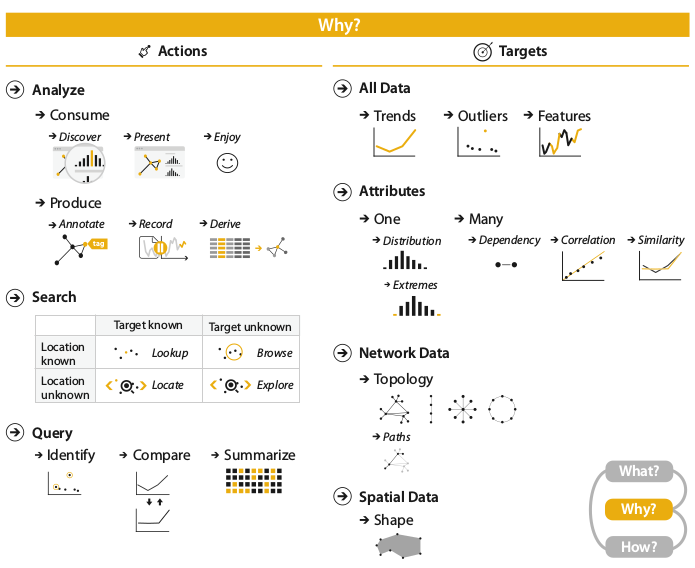 Why?
Actions
Analyze
Consume
Discover Present Enjoy
Produce
Annotate Record Derive
tag
Search
Target known Target unknown
Location known Lookup Browse
Location unknown Locate Explore
Query
Identify Compare Summarize
Targets
All Data
Trends Outliers Features
Attributes
One Many
Distribution Dependency Correlation Similarity
Extremes
Network Data
Topology
Paths
Spatial Data
Shape
What?
Why?
How?